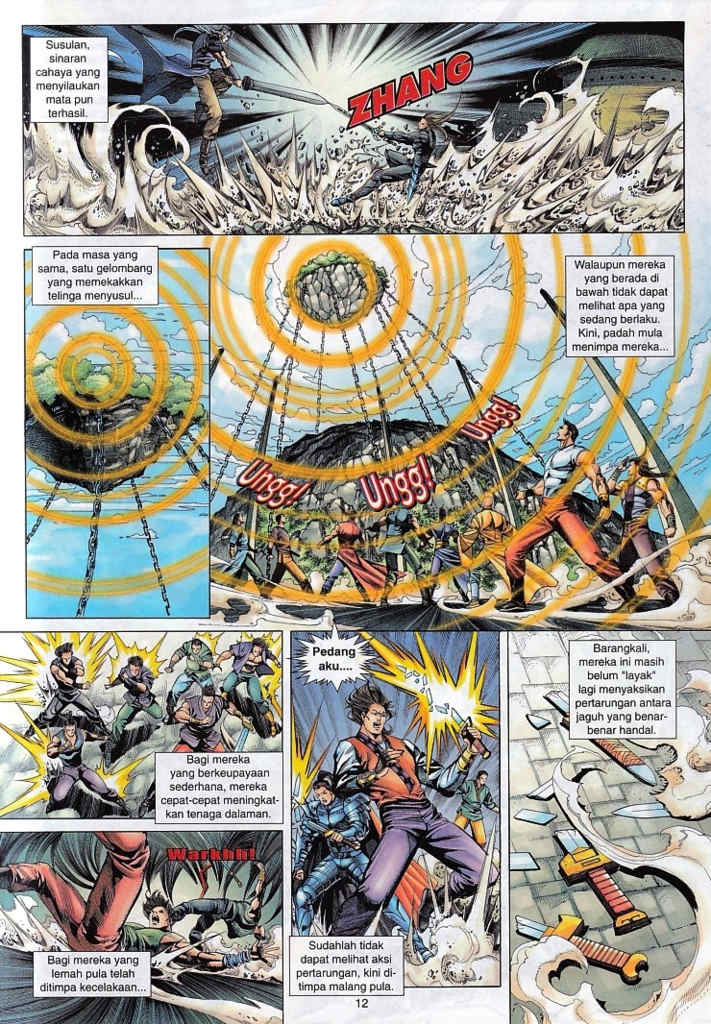 Susulan,
sinaran
cahaya yang
menyilaukan
mata pun
terhasil.
ZHANG
Pada masa yang
sama, satu gelombang
yang memekakkan
telinga menyusul...
Walaupun mereka
yang berada di
bawah tidak dapat
melihat apa yang
sedang berlaku.
Kini, padah mula
menimpa mereka...
Ungg!
Ungg!
Ungg!
Bagi mereka
yang berkeupayaan
sederhana, mereka
cepat-cepat meningkat-
kan tenaga dalaman.
Warkhh!
Bagi mereka yang
lemah pula telah
ditimpa kecelakaan...
Pedang
aku....
Sudahlah tidak
dapat melihat aksi
pertarungan, kini di-
timpa malang pula.
Barangkali,
mereka ini masih
belum "layak"
lagi menyaksikan
pertarungan antara
jaguh yang benar-
benar handal.
12